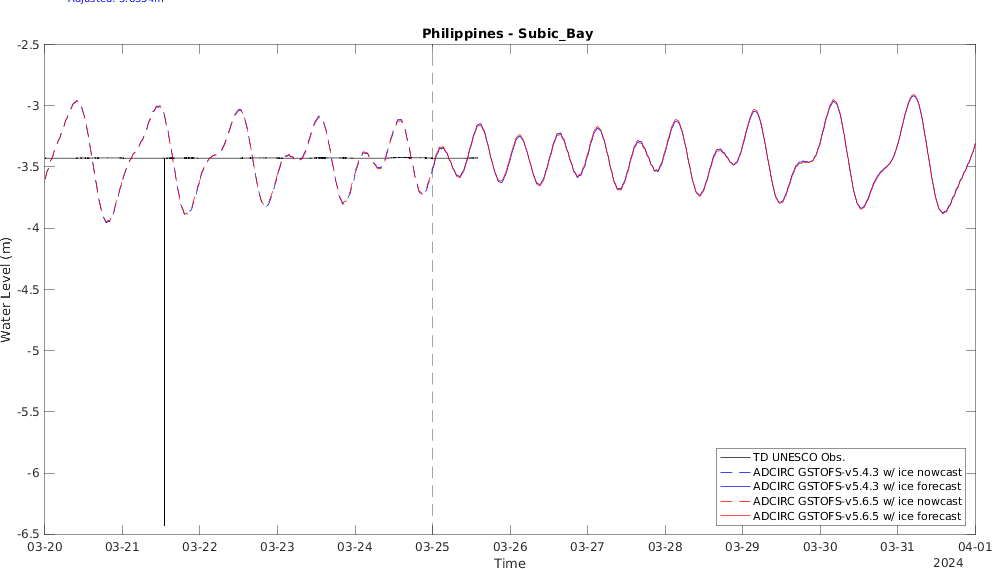 Philippines - Subic_Bay
-2.5
-3
-3.5
-4
-4.5
-5
-5.5
-6
-6.5
Water Level (m)
TD UNESCO Obs.
ADCIRC GSTOFS-v5.4.3 w/ ice nowcast
ADCIRC GSTOFS-v5.4.3 w/ ice forecast
ADCIRC GSTOFS-v5.6.5 w/ ice nowcast
ADCIRC GSTOFS-v5.6.5 w/ ice forecast
03-20 03-21 03-22 03-23 03-24 03-25 03-26 03-27 03-28 03-29 03-30 03-31 04-01
Time
2024